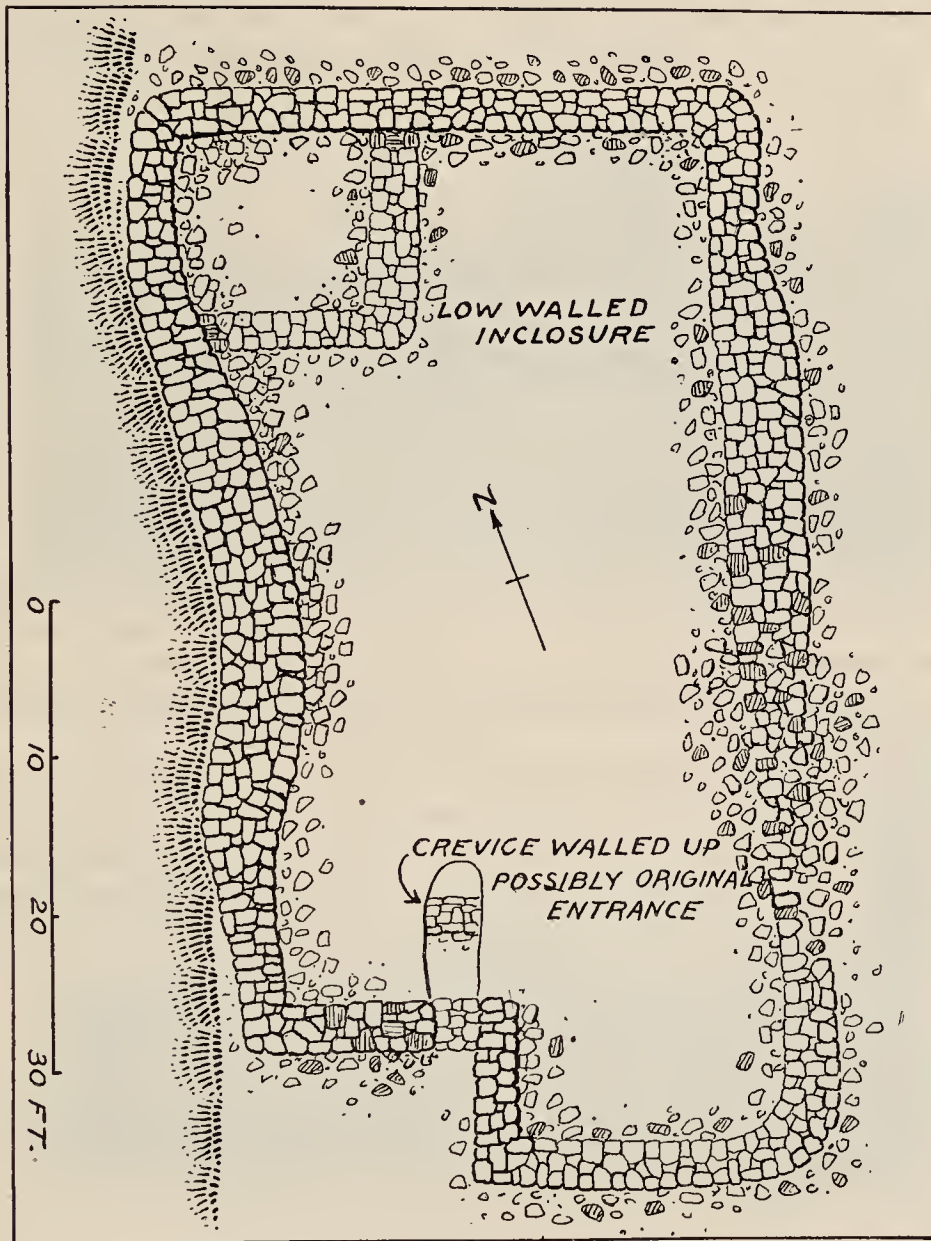 LOW WALLED
INCLOSURE
N
0
10
20
30 FT.
CREVICE WALLED UP
POSSIBLY ORIGINAL
ENTRANCE